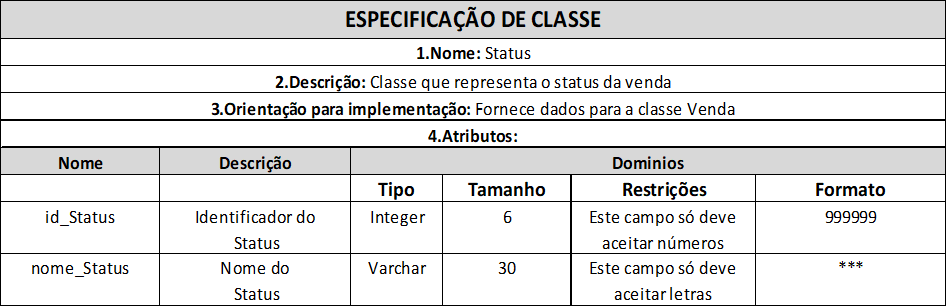 ESPECIFICAÇÃO DE CLASSE
1.Nome: Status
2.Descrição: Classe que representa o status da venda
3.Orientação para implementação: Fornece dados para a classe Venda
4.Atributos:
Nome Descrição Dominios
Tipo Tamanho Restrições Formato
id_Status Identificador do Integer 6 Este campo só deve 999999
Status aceitar números
nome_Status Nome do Varchar 30 Este campo só deve ***
Status aceitar letras